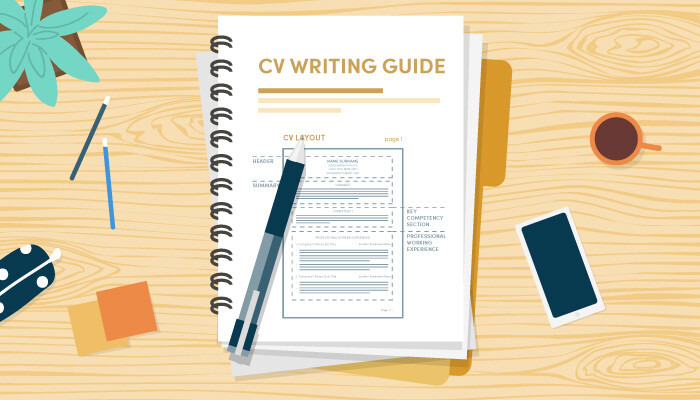 CV WRITING GUIDE
CV LAYOUT
page 1
HEADER
NAME SURNAME
SUMMARY
KEY
COMPETENCY
SECTION
PROFESSIONAL
WORKING
EXPERIENCE